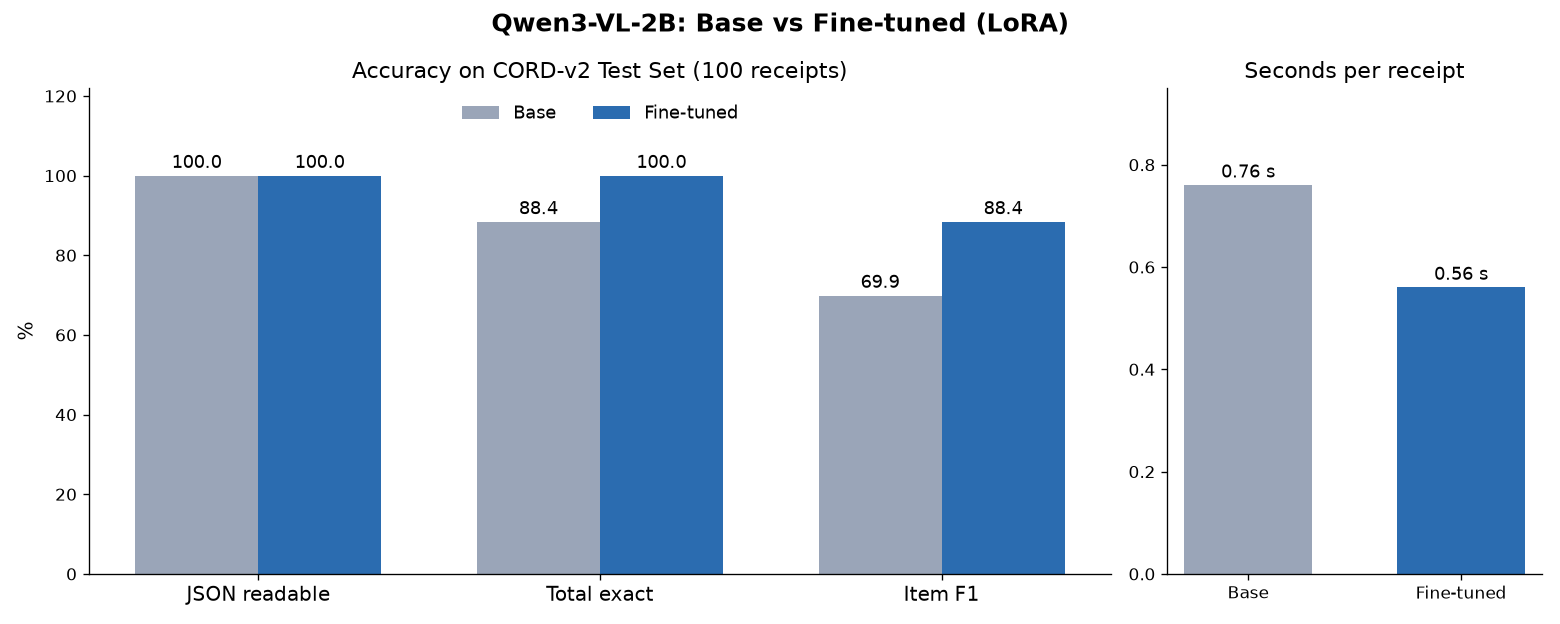 Qwen3-VL-2B: Base vs Fine-tuned (LoRA)
Accuracy on CORD-v2 Test Set (100 receipts)
Base
Fine-tuned
%
120
100
80
60
40
20
0
100.0
100.0
88.4
100.0
69.9
88.4
JSON readable
Total exact
Item F1
Seconds per receipt
0.8
0.6
0.4
0.2
0.0
0.76 s
0.56 s
Base
Fine-tuned